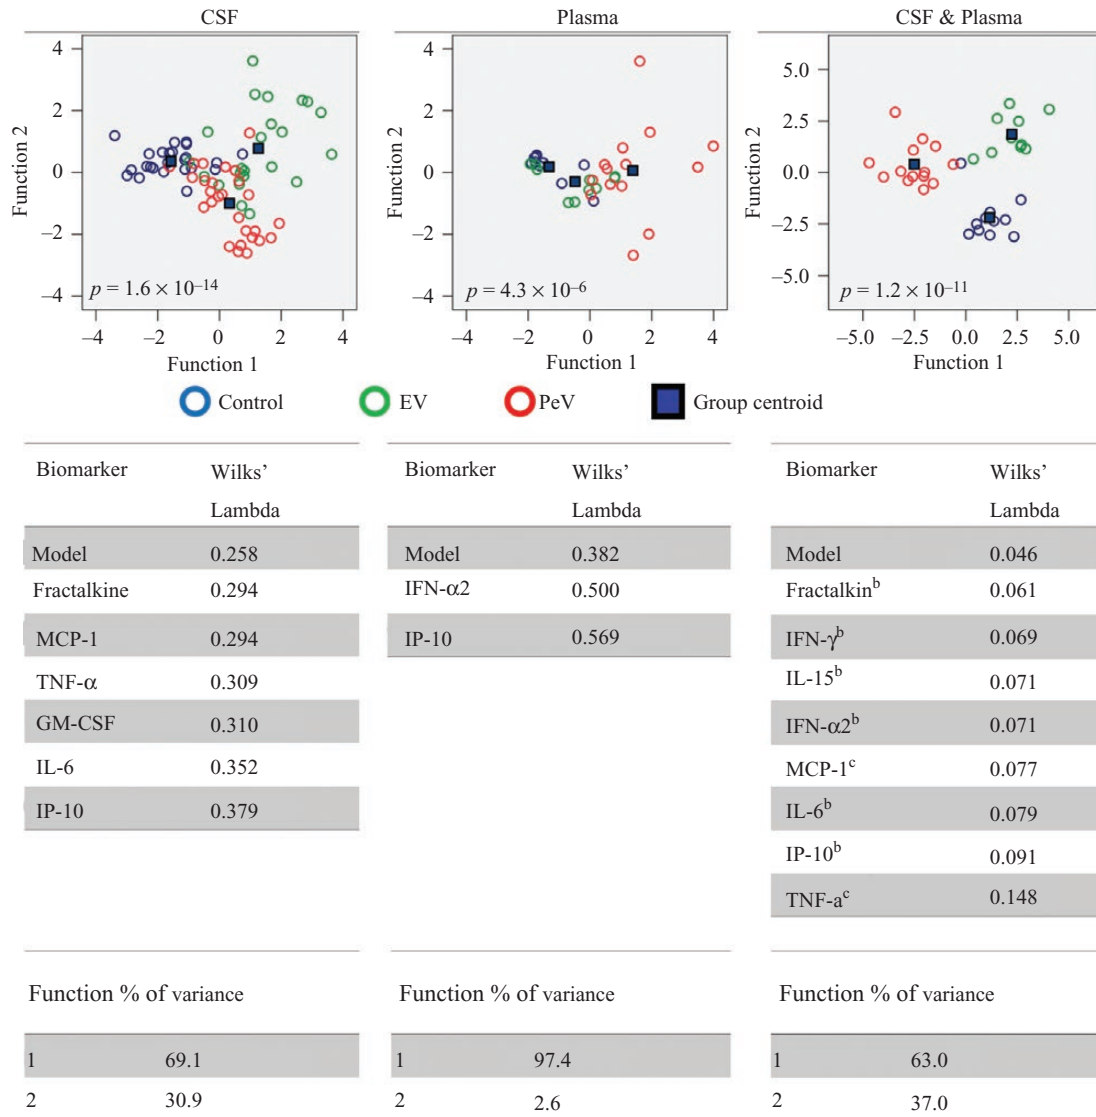 CSF
Plasma
CSF & Plasma
Function 2
4
2
0
–2
–4
p = 1.6 × 10–14
–4
–2
0
2
4
Function 1
Function 2
4
2
0
–2
–4
p = 4.3 × 10–6
–4
–2
0
2
4
Function 1
Function 2
5.0
2.5
0.0
–2.5
–5.0
p = 1.2 × 10–11
–5.0
–2.5
0.0
2.5
5.0
Function 1
Control
EV
PeV
Group centroid
Biomarker Wilks’
Lambda
Model 0.258
Fractalkine 0.294
MCP-1 0.294
TNF-α 0.309
GM-CSF 0.310
IL-6 0.352
IP-10 0.379
Biomarker Wilks’
Lambda
Model 0.382
IFN-α2 0.500
IP-10 0.569
Biomarker Wilks’
Lambda
Model 0.046
Fractalkinb 0.061
IFN-γb 0.069
IL-15b 0.071
IFN-α2b 0.071
MCP-1c 0.077
IL-6b 0.079
IP-10b 0.091
TNF-ac 0.148
Function % of variance
1 69.1
2 30.9
Function % of variance
1 97.4
2 2.6
Function % of variance
1 63.0
2 37.0